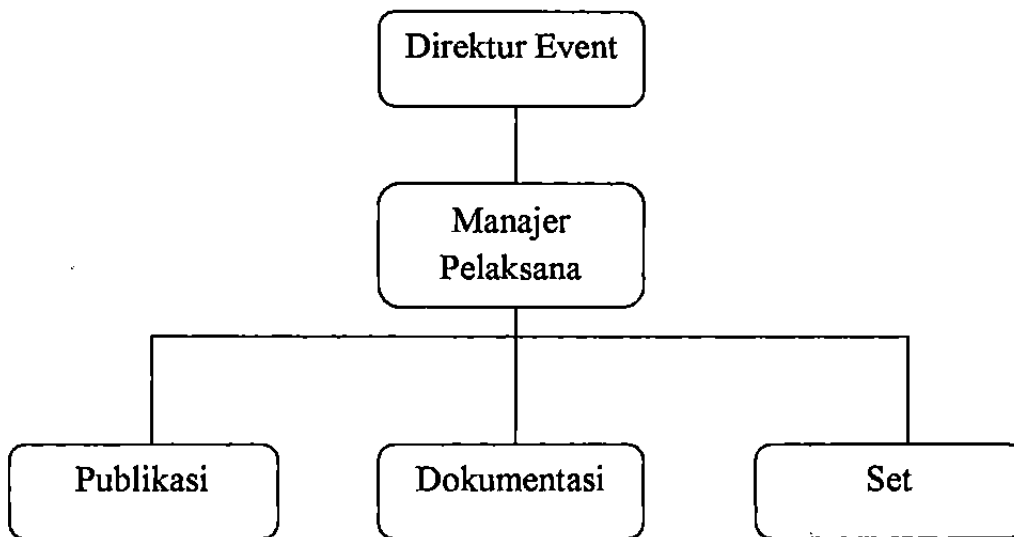 Direktur Event
Manajer
Pelaksana
Publikasi
Dokumentasi
Set